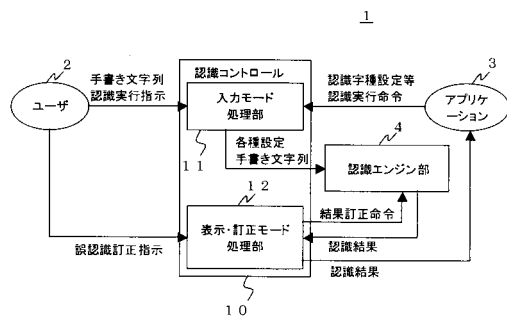 1
2
ユーザ
手書き文字列
認識実行指示
認識コントロール
入力モード
処理部
11
認識字種設定等
認識実行命令
3
アプリケ
ーション
各種設定
手書き文字列
4
認識エンジン部
12
表示・訂正モード
処理部
結果訂正命令
認識結果
誤認識訂正指示
認識結果
10